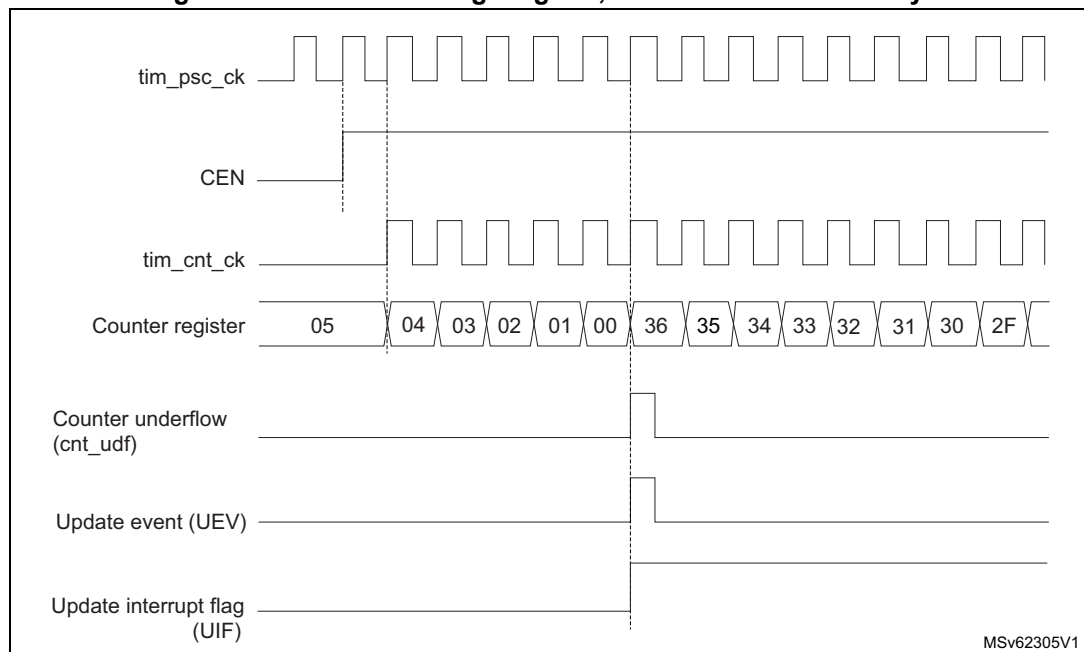 tim_psc_ck
CEN
tim_cnt_ck
Counter register 05 04 03 02 01 00 36 35 34 33 32 31 30 2F
Counter underflow
(cnt_udf)
Update event (UEV)
Update interrupt flag
(UIF)
MSv62305V1